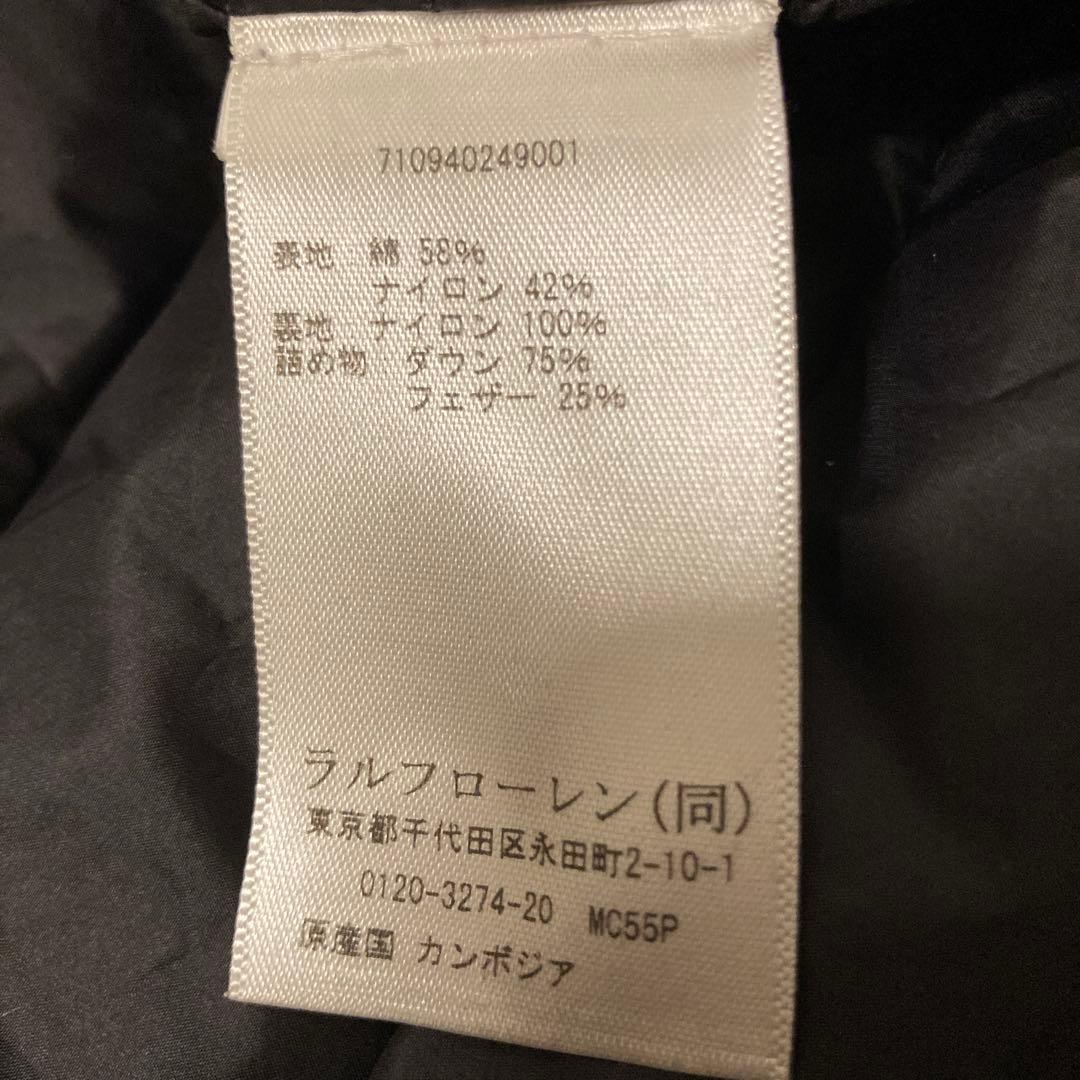 710940249001
表地 綿 58%
ナイロン 42%
裏地 ナイロン 100%
詰め物 ダウン 75%
フェザー 25%
ラルフローレン(同)
東京都千代田区永田町2-10-1
0120-3274-20 MC55P
原産国 カンボジア